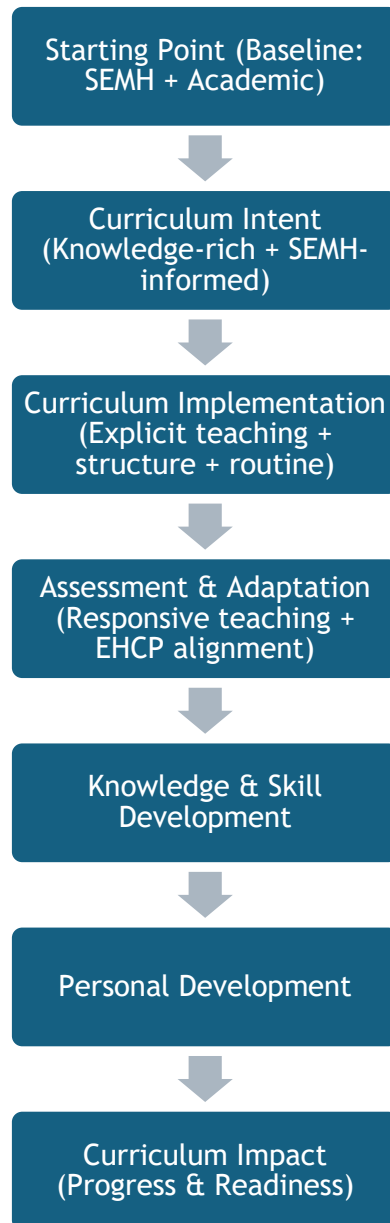 Starting Point (Baseline:
SEMH + Academic)
Curriculum Intent
(Knowledge-rich + SEMH-
informed)
Curriculum Implementation
(Explicit teaching +
structure + routine)
Assessment & Adaptation
(Responsive teaching +
EHCP alignment)
Knowledge & Skill
Development
Personal Development
Curriculum Impact
(Progress & Readiness)